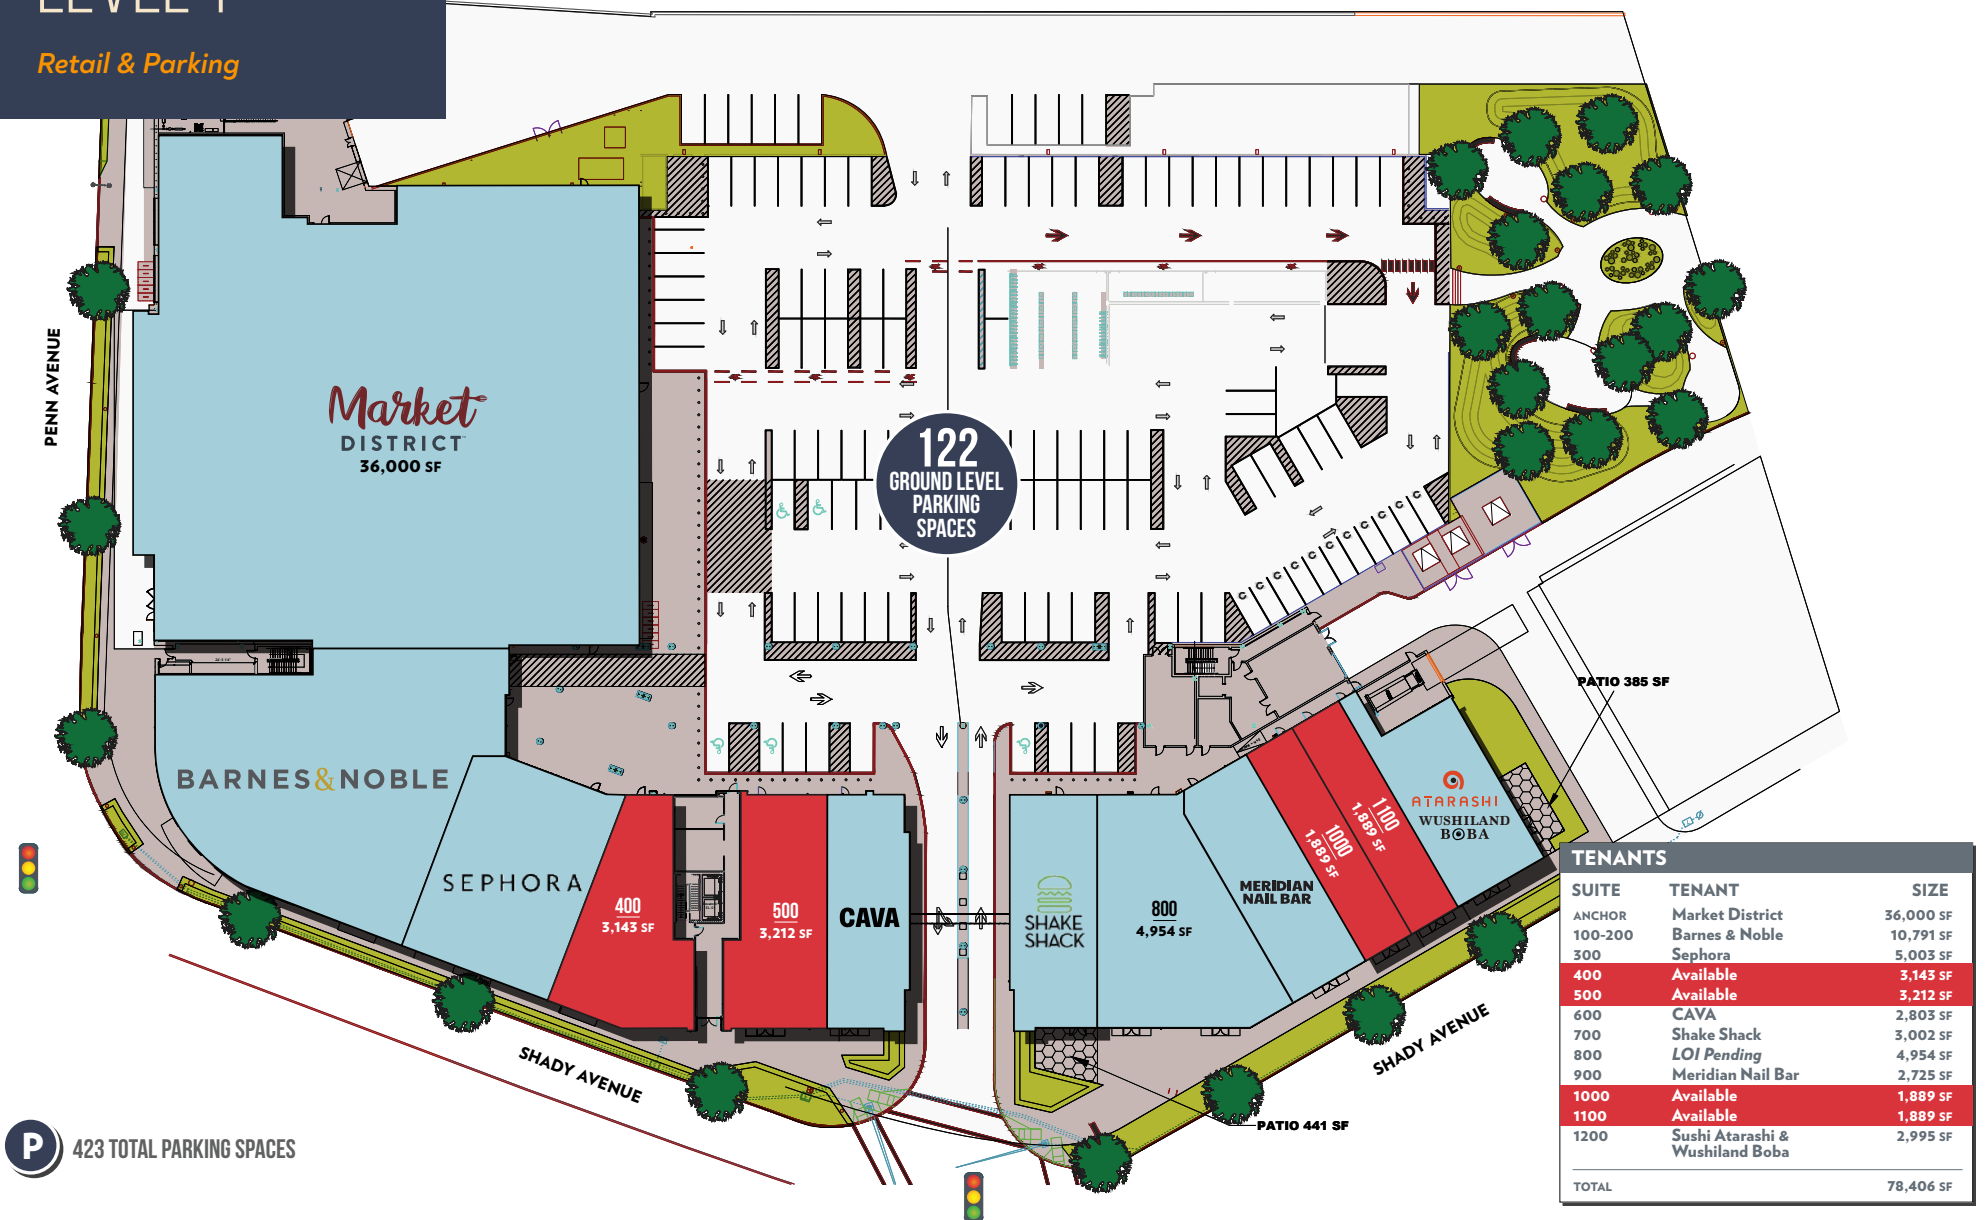 LEVEL 1
Retail & Parking
PENN AVENUE
Market
DISTRICT
36,000 SF
122
GROUND LEVEL
PARKING
SPACES
BARNES&NOBLE
SEPHORA
400
3,143 SF
500
3,212 SF
CAVA
SHAKE
SHACK
800
4,954 SF
MERIDIAN
NAIL BAR
1000
1,889 SF
1100
1,889 SF
ATARASHI
WUSHILAND
BOBA
PATIO 385 SF
PATIO 441 SF
SHADY AVENUE
SHADY AVENUE
P
423 TOTAL PARKING SPACES
TENANTS
SUITE TENANT SIZE
ANCHOR Market District 36,000 SF
100-200 Barnes & Noble 10,791 SF
300 Sephora 5,003 SF
400 Available 3,143 SF
500 Available 3,212 SF
600 CAVA 2,803 SF
700 Shake Shack 3,002 SF
800 LOI Pending 4,954 SF
900 Meridian Nail Bar 2,725 SF
1000 Available 1,889 SF
1100 Available 1,889 SF
1200 Sushi Atarashi & 2,995 SF
Wushiland Boba
TOTAL 78,406 SF
C C C C C C C C C C